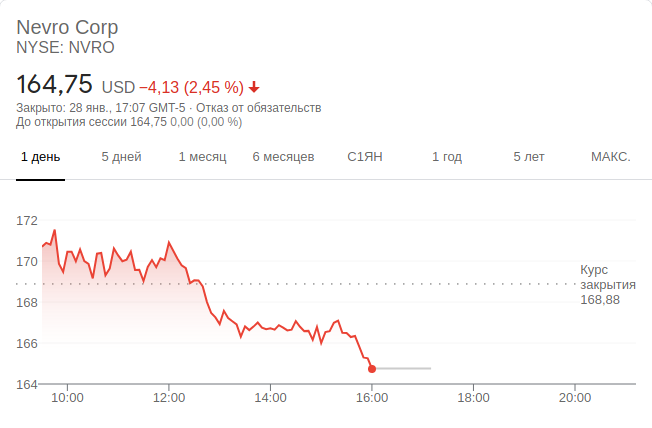 Nevro Corp
NYSE: NVRO
164,75 USD −4,13 (2,45 %)
Закрыто: 28 янв., 17:07 GMT-5 · Отказ от обязательств
До открытия сессии 164,75 0,00 (0,00 %)
1 день 5 дней 1 месяц 6 месяцев С1ЯН 1 год 5 лет МАКС.
172
170
Курс
закрытия
168,88
168
166
164
10:00 12:00 14:00 16:00 18:00 20:00